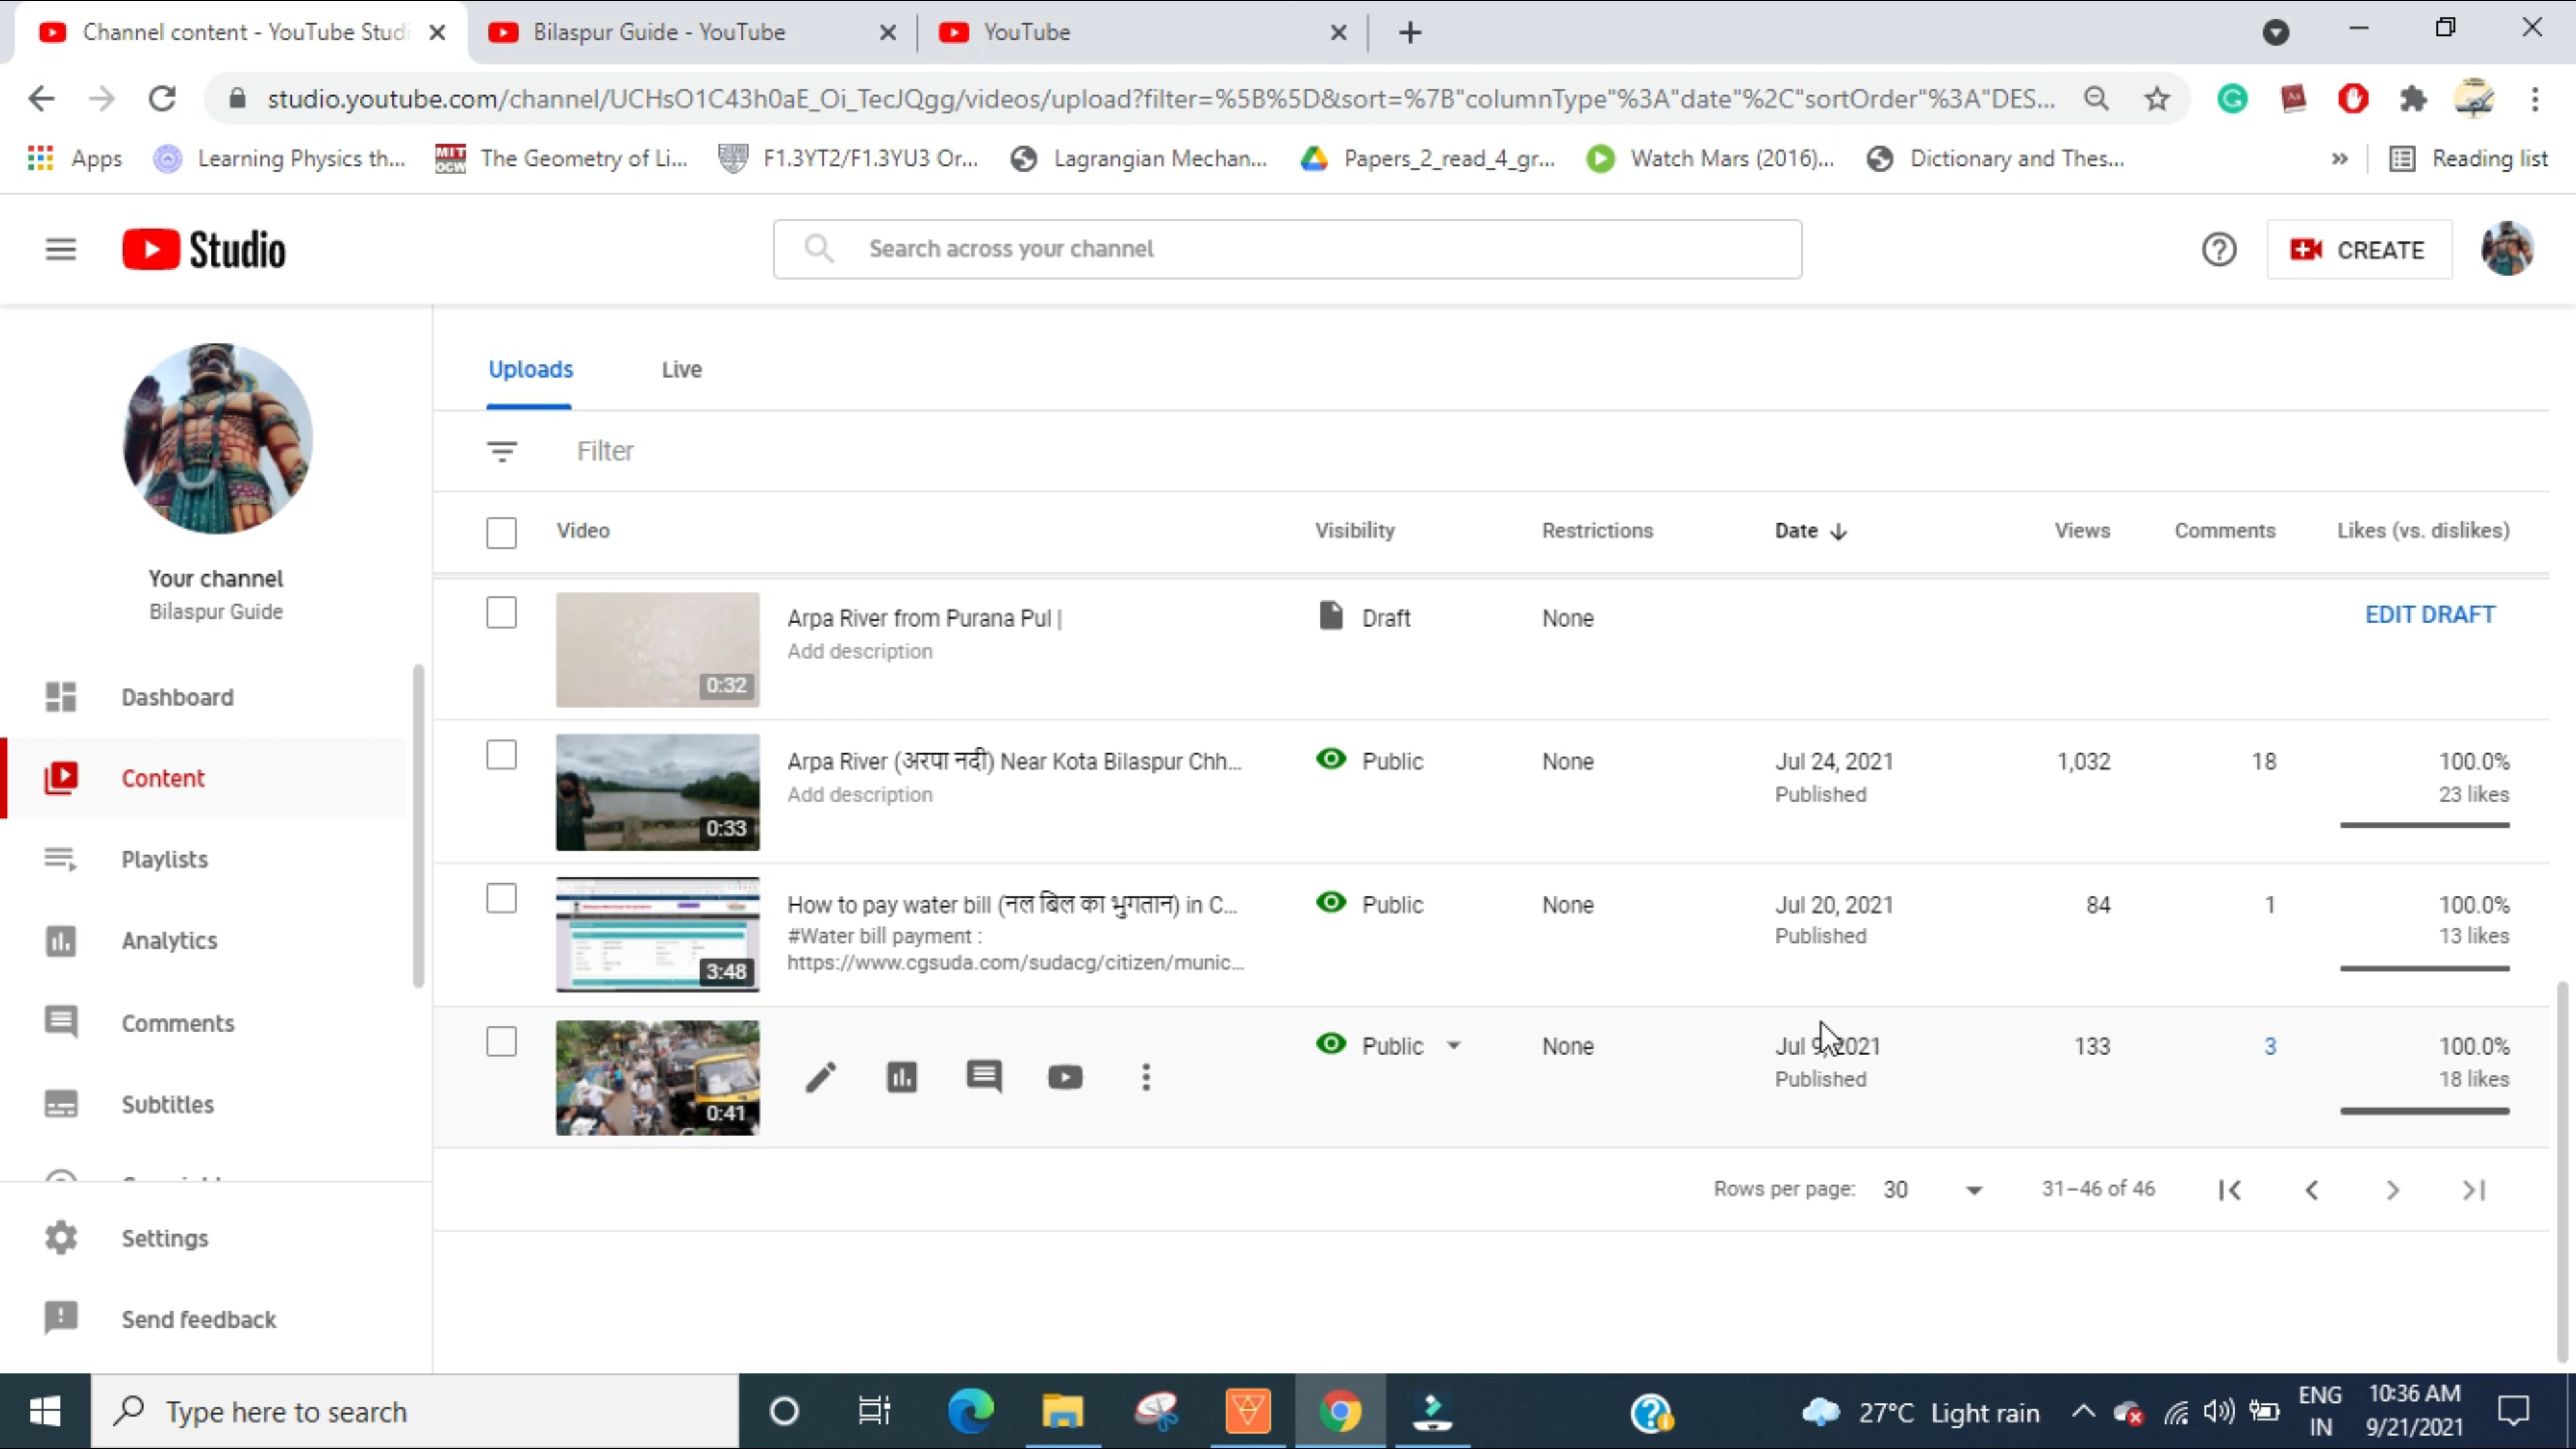 Channel content - YouTube Studi
Bilaspur Guide - YouTube
YouTube
studio.youtube.com/channel/UCHsO1C43h0aE_Oi_TecJQgg/videos/upload?filter=%5B%5D&sort=%7B"columnType"%3A"date"%2C"sortOrder"%3A"DES...
Apps
Learning Physics th...
MIT OCW
The Geometry of Li...
F1.3YT2/F1.3YU3 Or...
Lagrangian Mechan...
Papers_2_read_4_gr...
Watch Mars (2016)...
Dictionary and Thes...
»
Reading list
Studio
Search across your channel
CREATE
Your channel
Bilaspur Guide
Dashboard
Content
Playlists
Analytics
Comments
Subtitles
Settings
Send feedback
Uploads Live
Filter
Video Visibility Restrictions Date Views Comments Likes (vs. dislikes)
0:32
Arpa River from Purana Pul |
Add description
Draft None EDIT DRAFT
0:33
Arpa River (अरपा नदी) Near Kota Bilaspur Chh...
Add description
Public None Jul 24, 2021 1,032 18 100.0%
Published 23 likes
3:48
How to pay water bill (नल बिल का भुगतान) in C...
#Water bill payment :
https://www.cgsuda.com/sudacg/citizen/munic...
Public None Jul 20, 2021 84 1 100.0%
Published 13 likes
0:41
Public None Jul 9, 2021 133 3 100.0%
Published 18 likes
Rows per page: 30 31–46 of 46
Type here to search
27°C Light rain
ENG
IN
10:36 AM
9/21/2021